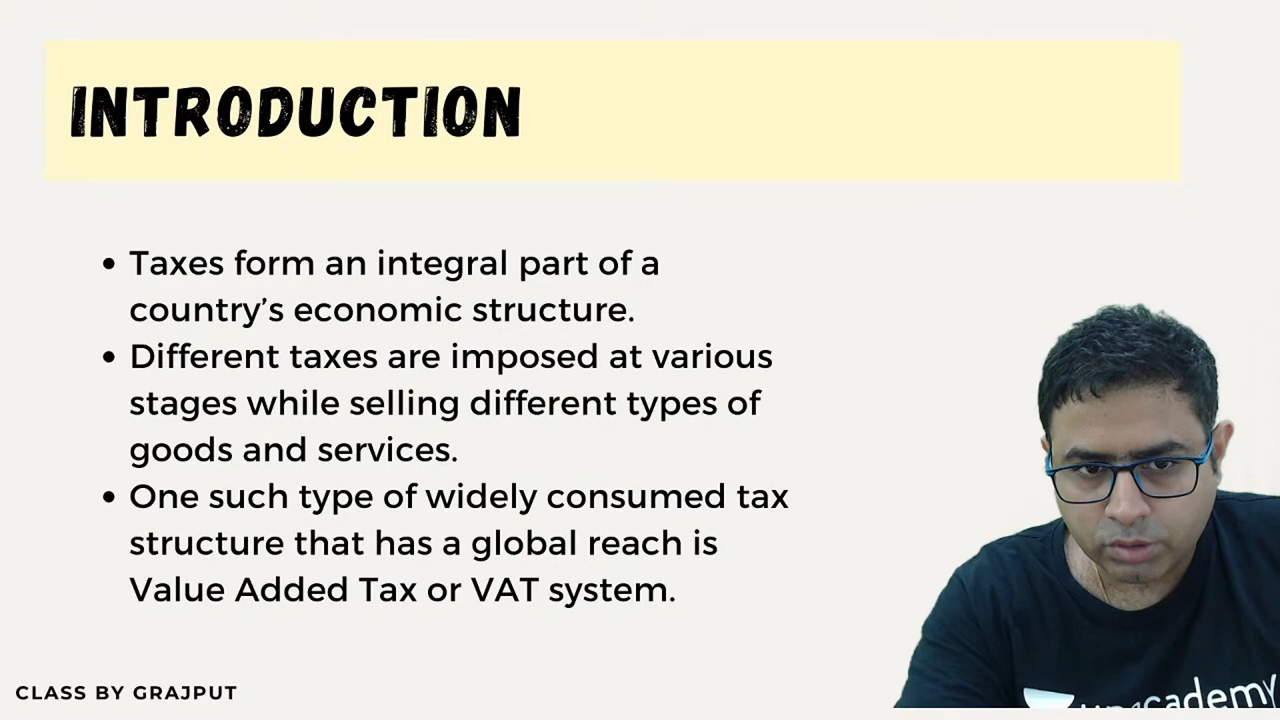 INTRODUCTION
• Taxes form an integral part of a
country's economic structure.
• Different taxes are imposed at various
stages while selling different types of
goods and services.
• One such type of widely consumed tax
structure that has a global reach is
Value Added Tax or VAT system.
CLASS BY GRAJPUT